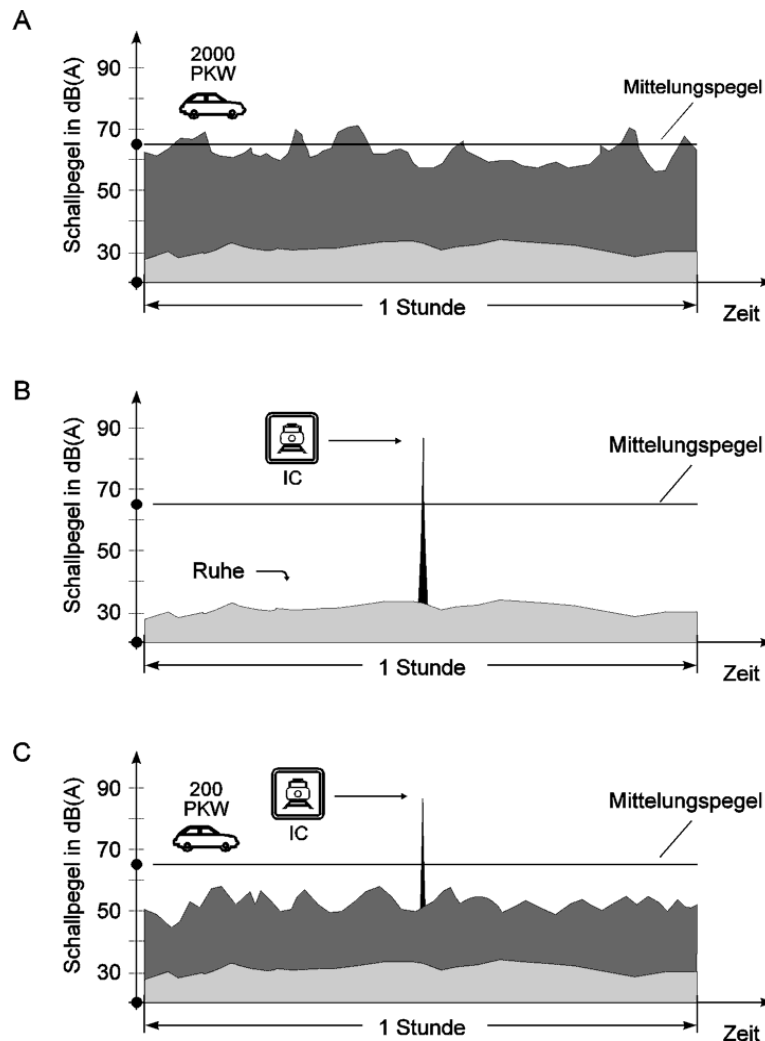 A
2000
PKW
Mittelungspegel
Schallpegel in dB(A)
90
70
50
30
1 Stunde
Zeit
B
IC
Mittelungspegel
Schallpegel in dB(A)
90
70
50
30
Ruhe
1 Stunde
Zeit
C
200
PKW
IC
Mittelungspegel
Schallpegel in dB(A)
90
70
50
30
1 Stunde
Zeit